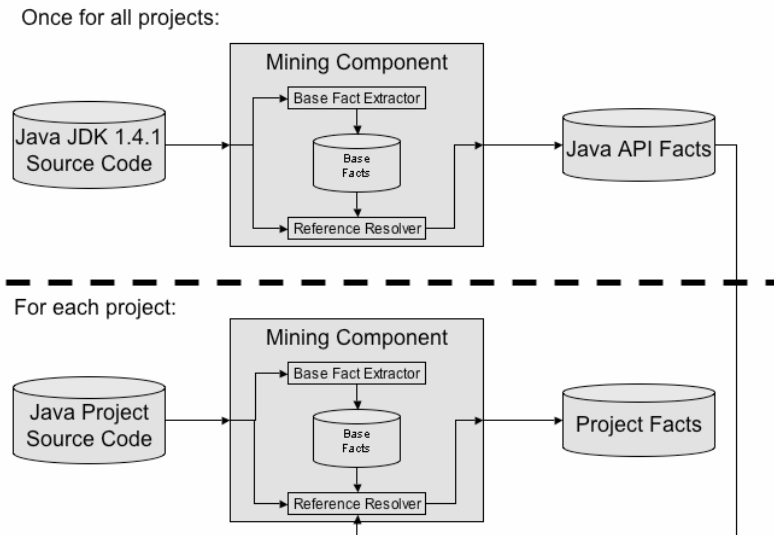 Once for all projects:
Mining Component
Base Fact Extractor
Java JDK 1.4.1
Source Code
Base
Facts
Java API Facts
Reference Resolver
For each project:
Mining Component
Base Fact Extractor
Java Project
Source Code
Base
Facts
Project Facts
Reference Resolver